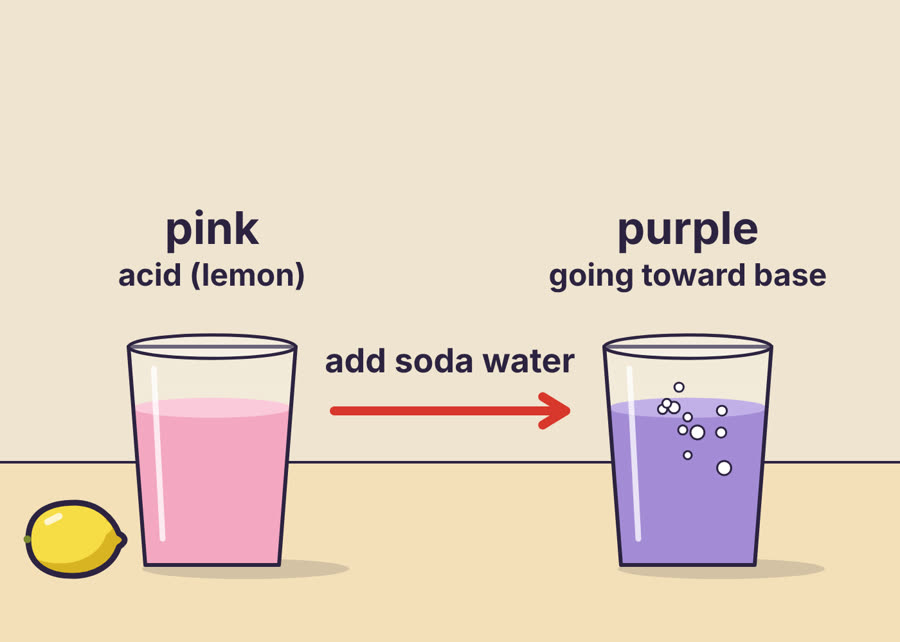 pink
acid (lemon)
purple
going toward base
add soda water